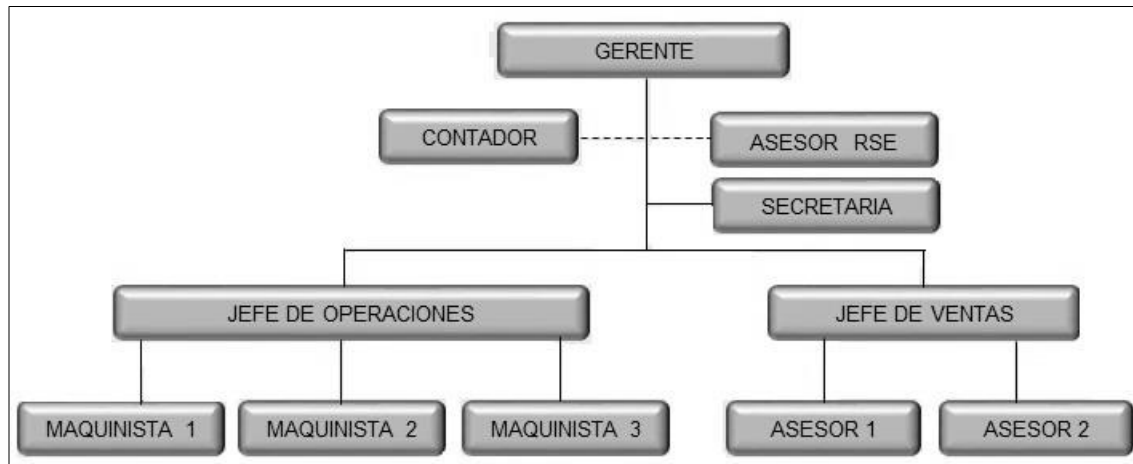 GERENTE
CONTADOR
ASESOR RSE
SECRETARIA
JEFE DE OPERACIONES
JEFE DE VENTAS
MAQUINISTA 1
MAQUINISTA 2
MAQUINISTA 3
ASESOR 1
ASESOR 2